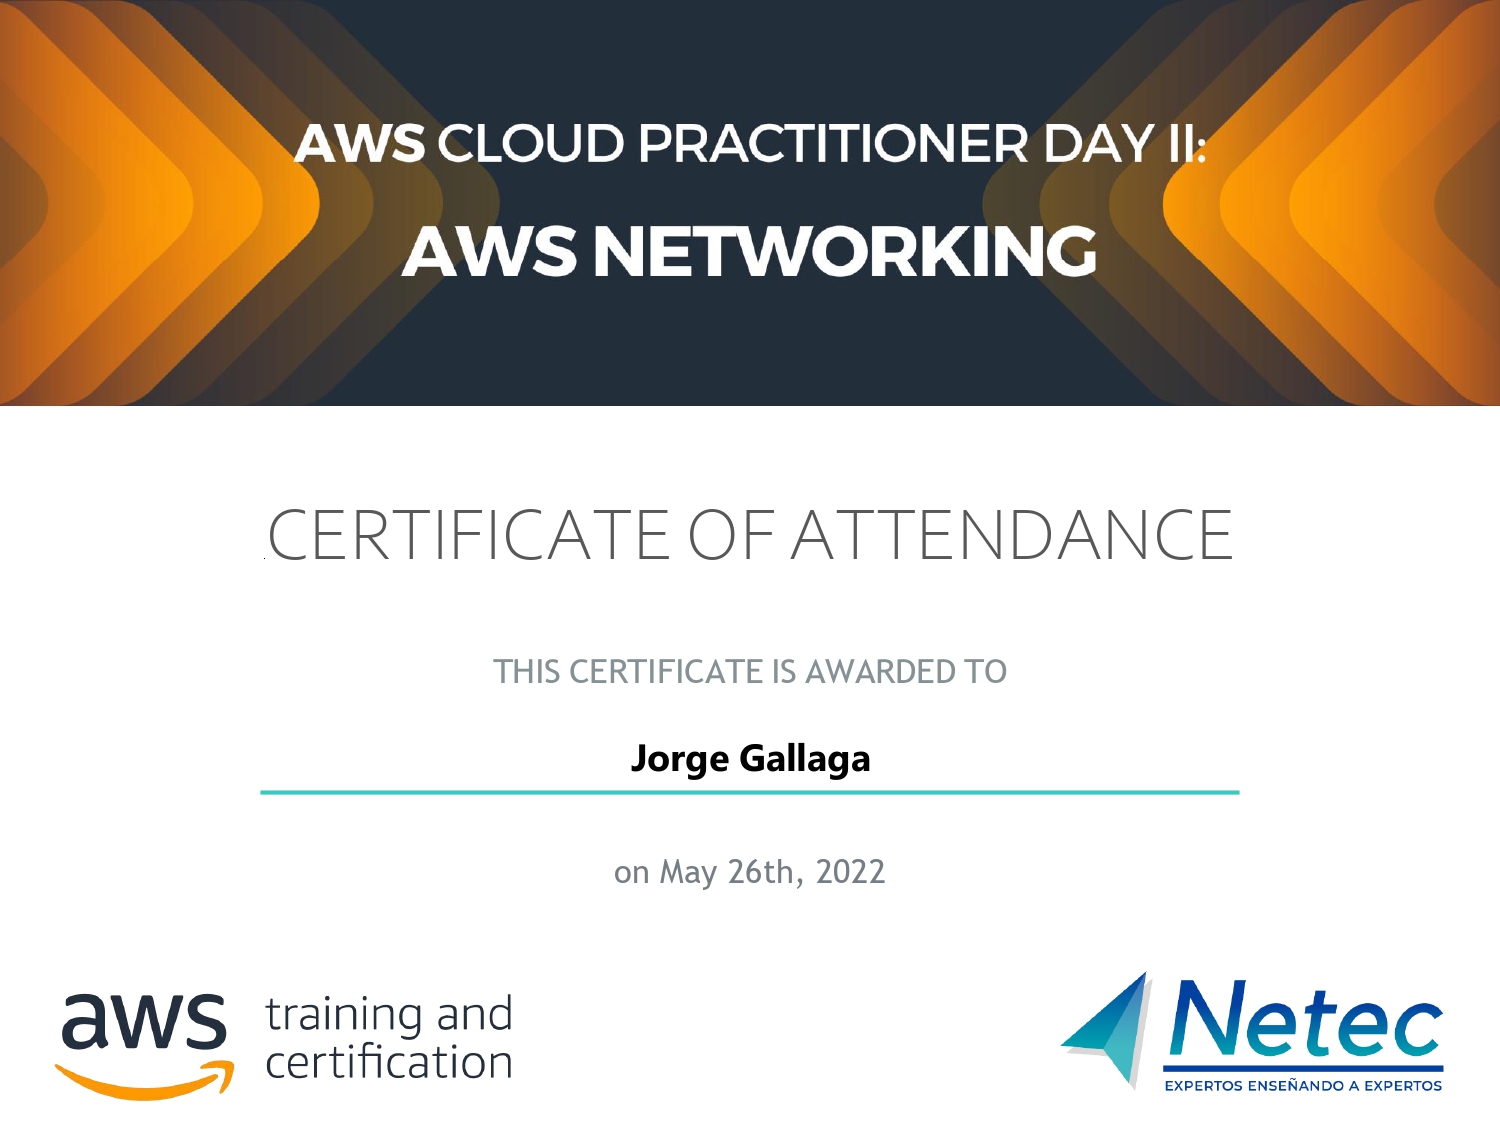 AWS CLOUD PRACTITIONER DAY II:
AWS NETWORKING
CERTIFICATE OF ATTENDANCE
THIS CERTIFICATE IS AWARDED TO
Jorge Gallaga
on May 26th, 2022
aws training and
certification
Netec
EXPERTOS ENSEÑANDO A EXPERTOS